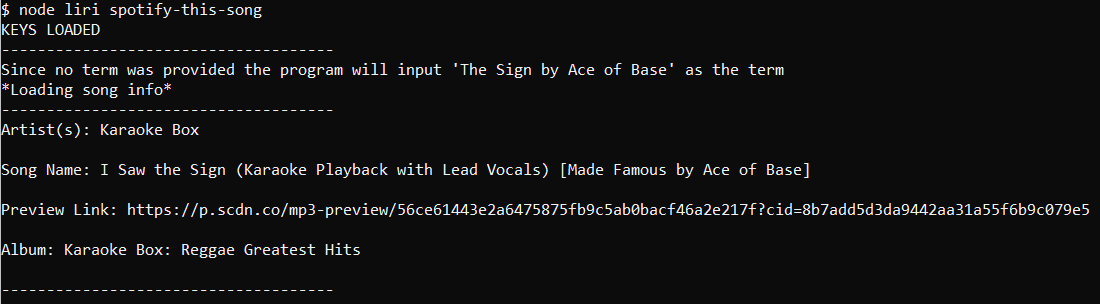 $ node liri spotify-this-song
KEYS LOADED
-------------------------------------
Since no term was provided the program will input 'The Sign by Ace of Base' as the term
*Loading song info*
-------------------------------------
Artist(s): Karaoke Box
Song Name: I Saw the Sign (Karaoke Playback with Lead Vocals) [Made Famous by Ace of Base]
Preview Link: https://p.scdn.co/mp3-preview/56ce61443e2a6475875fb9c5ab0bacf46a2e217f?cid=8b7add5d3da9442aa31a55f6b9c079e5
Album: Karaoke Box: Reggae Greatest Hits
-------------------------------------